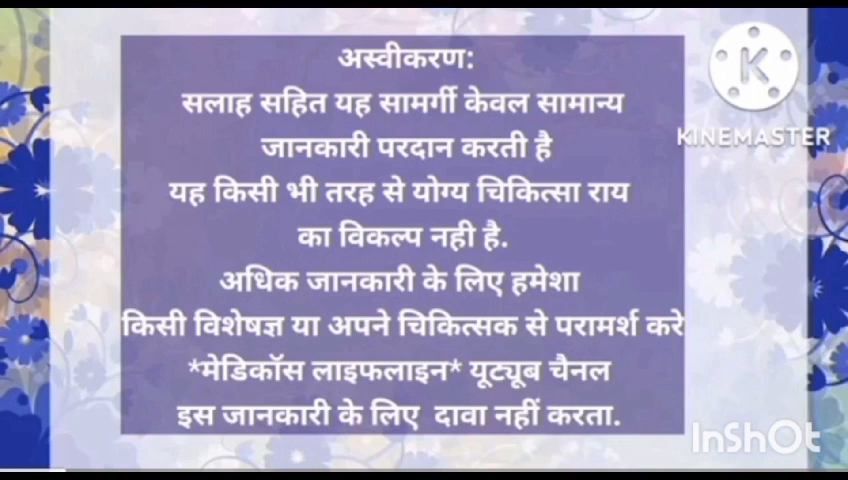 अस्वीकरण:
सलाह सहित यह सामर्गी केवल सामान्य
जानकारी परदान करती है
यह किसी भी तरह से योग्य चिकित्सा राय
का विकल्प नही है.
अधिक जानकारी के लिए हमेशा
किसी विशेषज्ञ या अपने चिकित्सक से परामर्श करे
*मेडिकॉस लाइफलाइन* यूट्यूब चैनल
इस जानकारी के लिए दावा नहीं करता.
K
KINEMASTER
InShOt